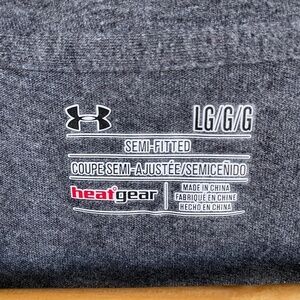 LG/G/G
SEMI-FITTED
COUPE SEMI-AJUSTÉE/SEMICEÑIDO
heatgear
MADE IN CHINA
FABRIQUÉ EN CHINE
HECHO EN CHINA